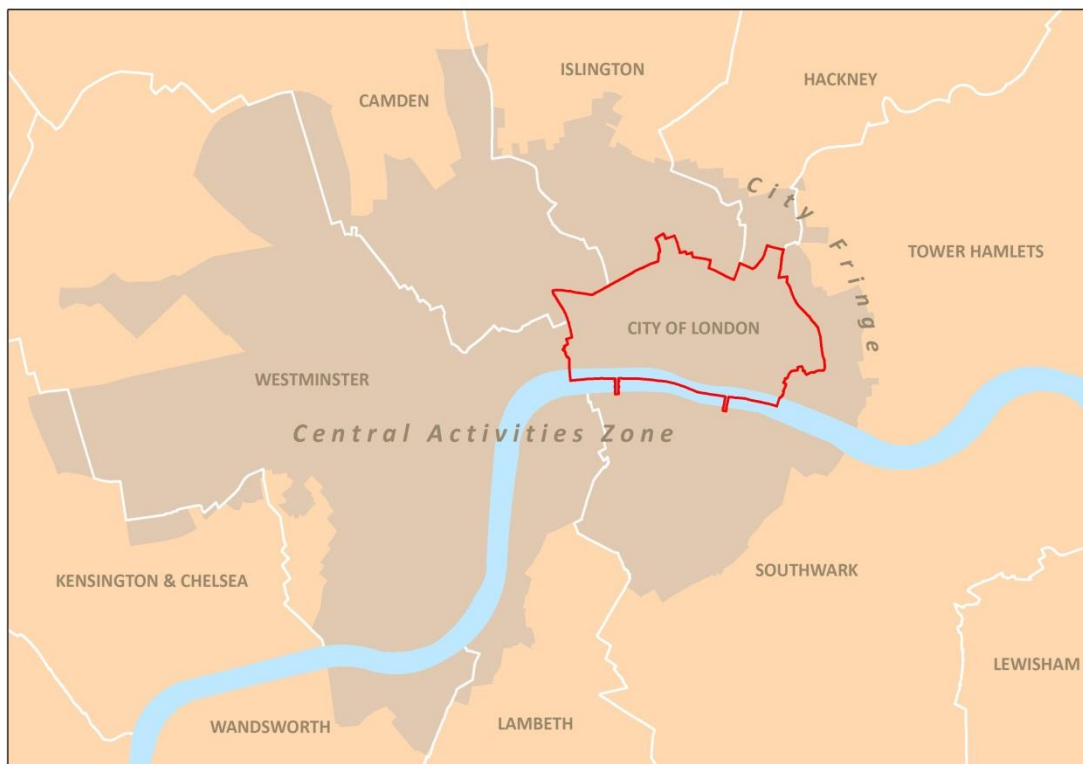 ISLINGTON
HACKNEY
CAMDEN
City Fringe
TOWER HAMLETS
CITY OF LONDON
WESTMINSTER
Central Activities Zone
SOUTHWARK
KENSINGTON & CHELSEA
LEWISHAM
WANDSWORTH
LAMBETH